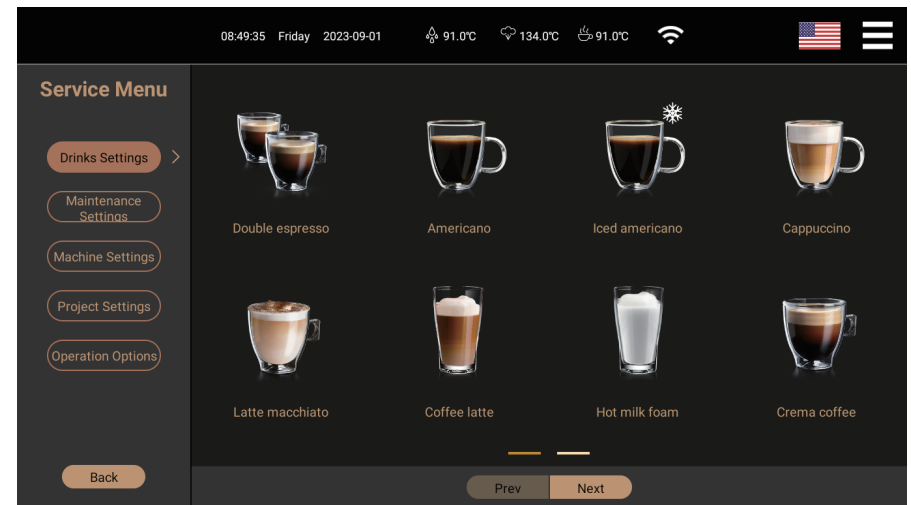 08:49:35 Friday 2023-09-01 91.0℃ 134.0℃ 91.0℃
Service Menu
Drinks Settings >
Maintenance
Settings
Machine Settings
Project Settings
Operation Options
Back
Double espresso
Americano
Iced americano
Cappuccino
Latte macchiato
Coffee latte
Hot milk foam
Crema coffee
Prev
Next